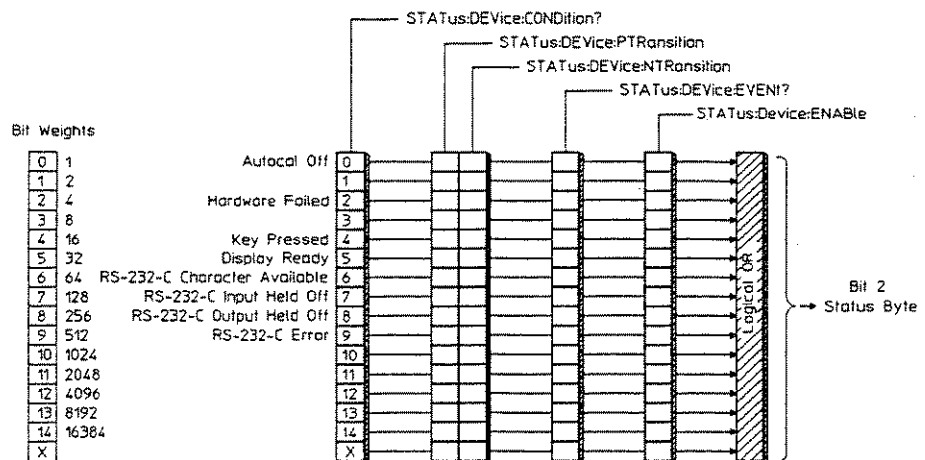 STATus:DEVice:CONDition?
STATus:DEVice:PTRansition
STATus:DEVice:NTRansition
STATus:DEVice:EVENt?
STATus:Device:ENABle
Bit Weights
0 1 Autocal Off 0
1 2 1
2 4 Hardware Failed 2
3 8 3
4 16 Key Pressed 4
5 32 Display Ready 5
6 64 RS-232-C Character Available 6
7 128 RS-232-C Input Held Off 7
8 256 RS-232-C Output Held Off 8
9 512 RS-232-C Error 9
10 1024 10
11 2048 11
12 4096 12
13 8192 13
14 16384 14
X X
Logical OR
Bit 2
Status Byte